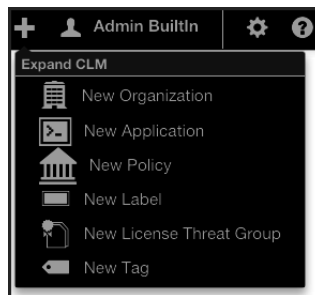 Admin BuiltIn
Expand CLM
New Organization
New Application
New Policy
New Label
New License Threat Group
New Tag